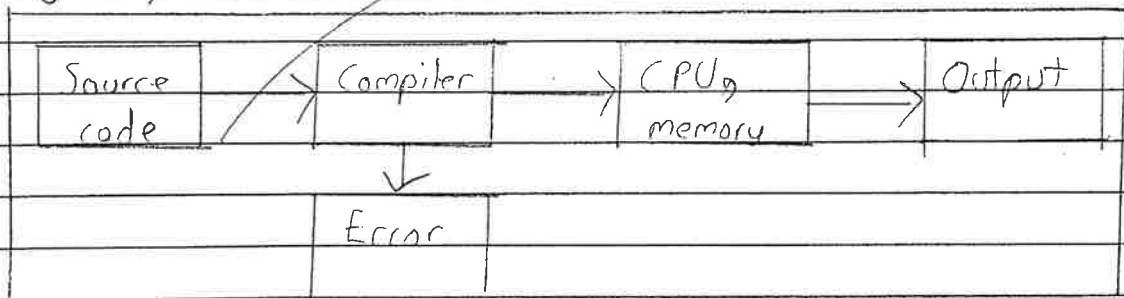 Source
code
Compiler
CPU,
memory
Output
Error